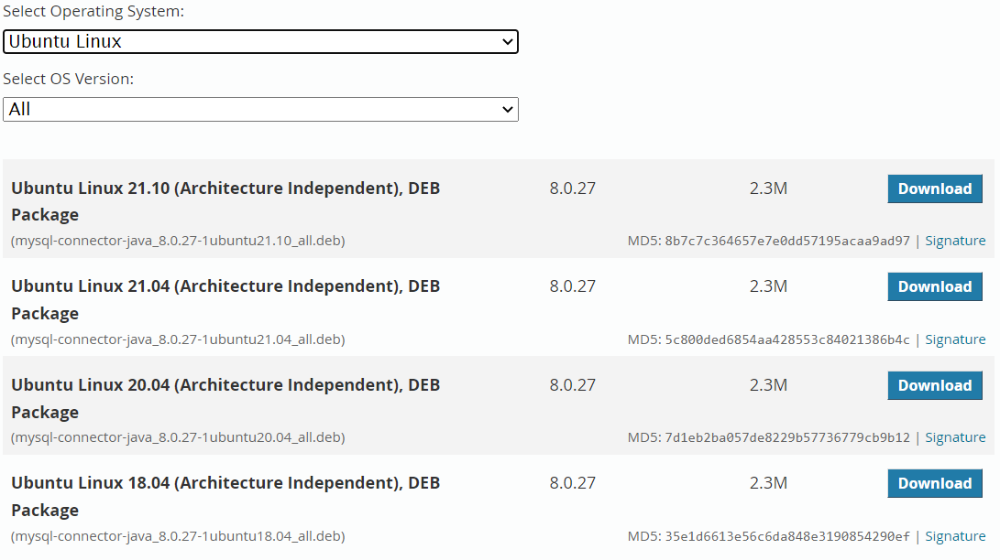 Select Operating System:
Ubuntu Linux
Select OS Version:
All
Ubuntu Linux 21.10 (Architecture Independent), DEB 8.0.27 2.3M Download
Package
(mysql-connector-java_8.0.27-1ubuntu21.10_all.deb) MD5: 8b7c7c364657e7e0dd57195acaa9ad97 | Signature
Ubuntu Linux 21.04 (Architecture Independent), DEB 8.0.27 2.3M Download
Package
(mysql-connector-java_8.0.27-1ubuntu21.04_all.deb) MD5: 5c800ded6854aa428553c84021386b4c | Signature
Ubuntu Linux 20.04 (Architecture Independent), DEB 8.0.27 2.3M Download
Package
(mysql-connector-java_8.0.27-1ubuntu20.04_all.deb) MD5: 7d1eb2ba057de8229b57736779cb9b12 | Signature
Ubuntu Linux 18.04 (Architecture Independent), DEB 8.0.27 2.3M Download
Package
(mysql-connector-java_8.0.27-1ubuntu18.04_all.deb) MD5: 35e1d6613e56c6da848e3190854290ef | Signature